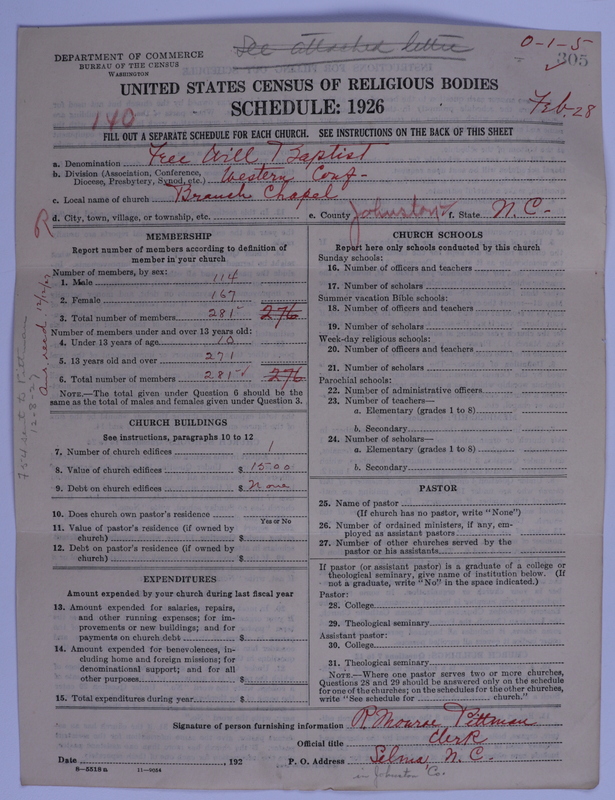 See attached letter
0-1-5
305
DEPARTMENT OF COMMERCE
BUREAU OF THE CENSUS
WASHINGTON
UNITED STATES CENSUS OF RELIGIOUS BODIES
SCHEDULE: 1926
Feb. 28
140
FILL OUT A SEPARATE SCHEDULE FOR EACH CHURCH. SEE INSTRUCTIONS ON THE BACK OF THIS SHEET
a. Denomination Free Will Baptist
b. Division (Association, Conference, Diocese, Presbytery, Synod, etc.) Western Conf-
c. Local name of church Branch Chapel
d. City, town, village, or township, etc. e. County Johnston f. State N. C.
MEMBERSHIP
Report number of members according to definition of
member in your church
Number of members, by sex:
1. Male 114
2. Female 167
3. Total number of members 281 276
Number of members under and over 13 years old:
4. Under 13 years of age 10
5. 13 years old and over 271
6. Total number of members 281 276
NOTE.—The total given under Question 6 should be
same as the total of males and females given under Question 3.
CHURCH BUILDINGS
See instructions, paragraphs 10 to 12
7. Number of church edifices 1
8. Value of church edifices $ 1500
9. Debt on church edifices $ None
10. Does church own pastor's residence
Yes or No
11. Value of pastor's residence (if owned by
church) $
12. Debt on pastor's residence (if owned by
church) $
EXPENDITURES
Amount expended by your church during last fiscal year
13. Amount expended for salaries, repairs,
and other running expenses; for im-
provements or new buildings; and for
payments on church debt $
14. Amount expended for benevolences, in-
cluding home and foreign missions; for
denominational support; and for all
other purposes $
15. Total expenditures during year $
CHURCH SCHOOLS
Report here only schools conducted by this church
Sunday schools:
16. Number of officers and teachers
17. Number of scholars
Summer vacation Bible schools:
18. Number of officers and teachers
19. Number of scholars
Week-day religious schools:
20. Number of officers and teachers
21. Number of scholars
Parochial schools:
22. Number of administrative officers
23. Number of teachers—
a. Elementary (grades 1 to 8)
b. Secondary
24. Number of scholars—
a. Elementary (grades 1 to 8)
b. Secondary
PASTOR
25. Name of pastor
(If church has no pastor, write "None")
26. Number of ordained ministers, if any, em-
ployed as assistant pastors
27. Number of other churches served by the
pastor or his assistants
If pastor (or assistant pastor) is a graduate of a college or
theological seminary, give name of institution below. (If
not a graduate, write "No" in the space indicated.)
Pastor:
28. College
29. Theological seminary
Assistant pastor:
30. College
31. Theological seminary
NOTE.—Where one pastor serves two or more churches,
Questions 28 and 29 should be answered only on the schedule
for one of the churches; on the schedules for the other churches,
write "See schedule for church."
Signature of person furnishing information R. Monroe Pittman
Official title Clerk
Date , 192 P. O. Address Selma N. C.
8-5518a 11-9034
in Johnston Co.
R
Ans. recd. 12/12/27
sent to Pittman
12-8-27